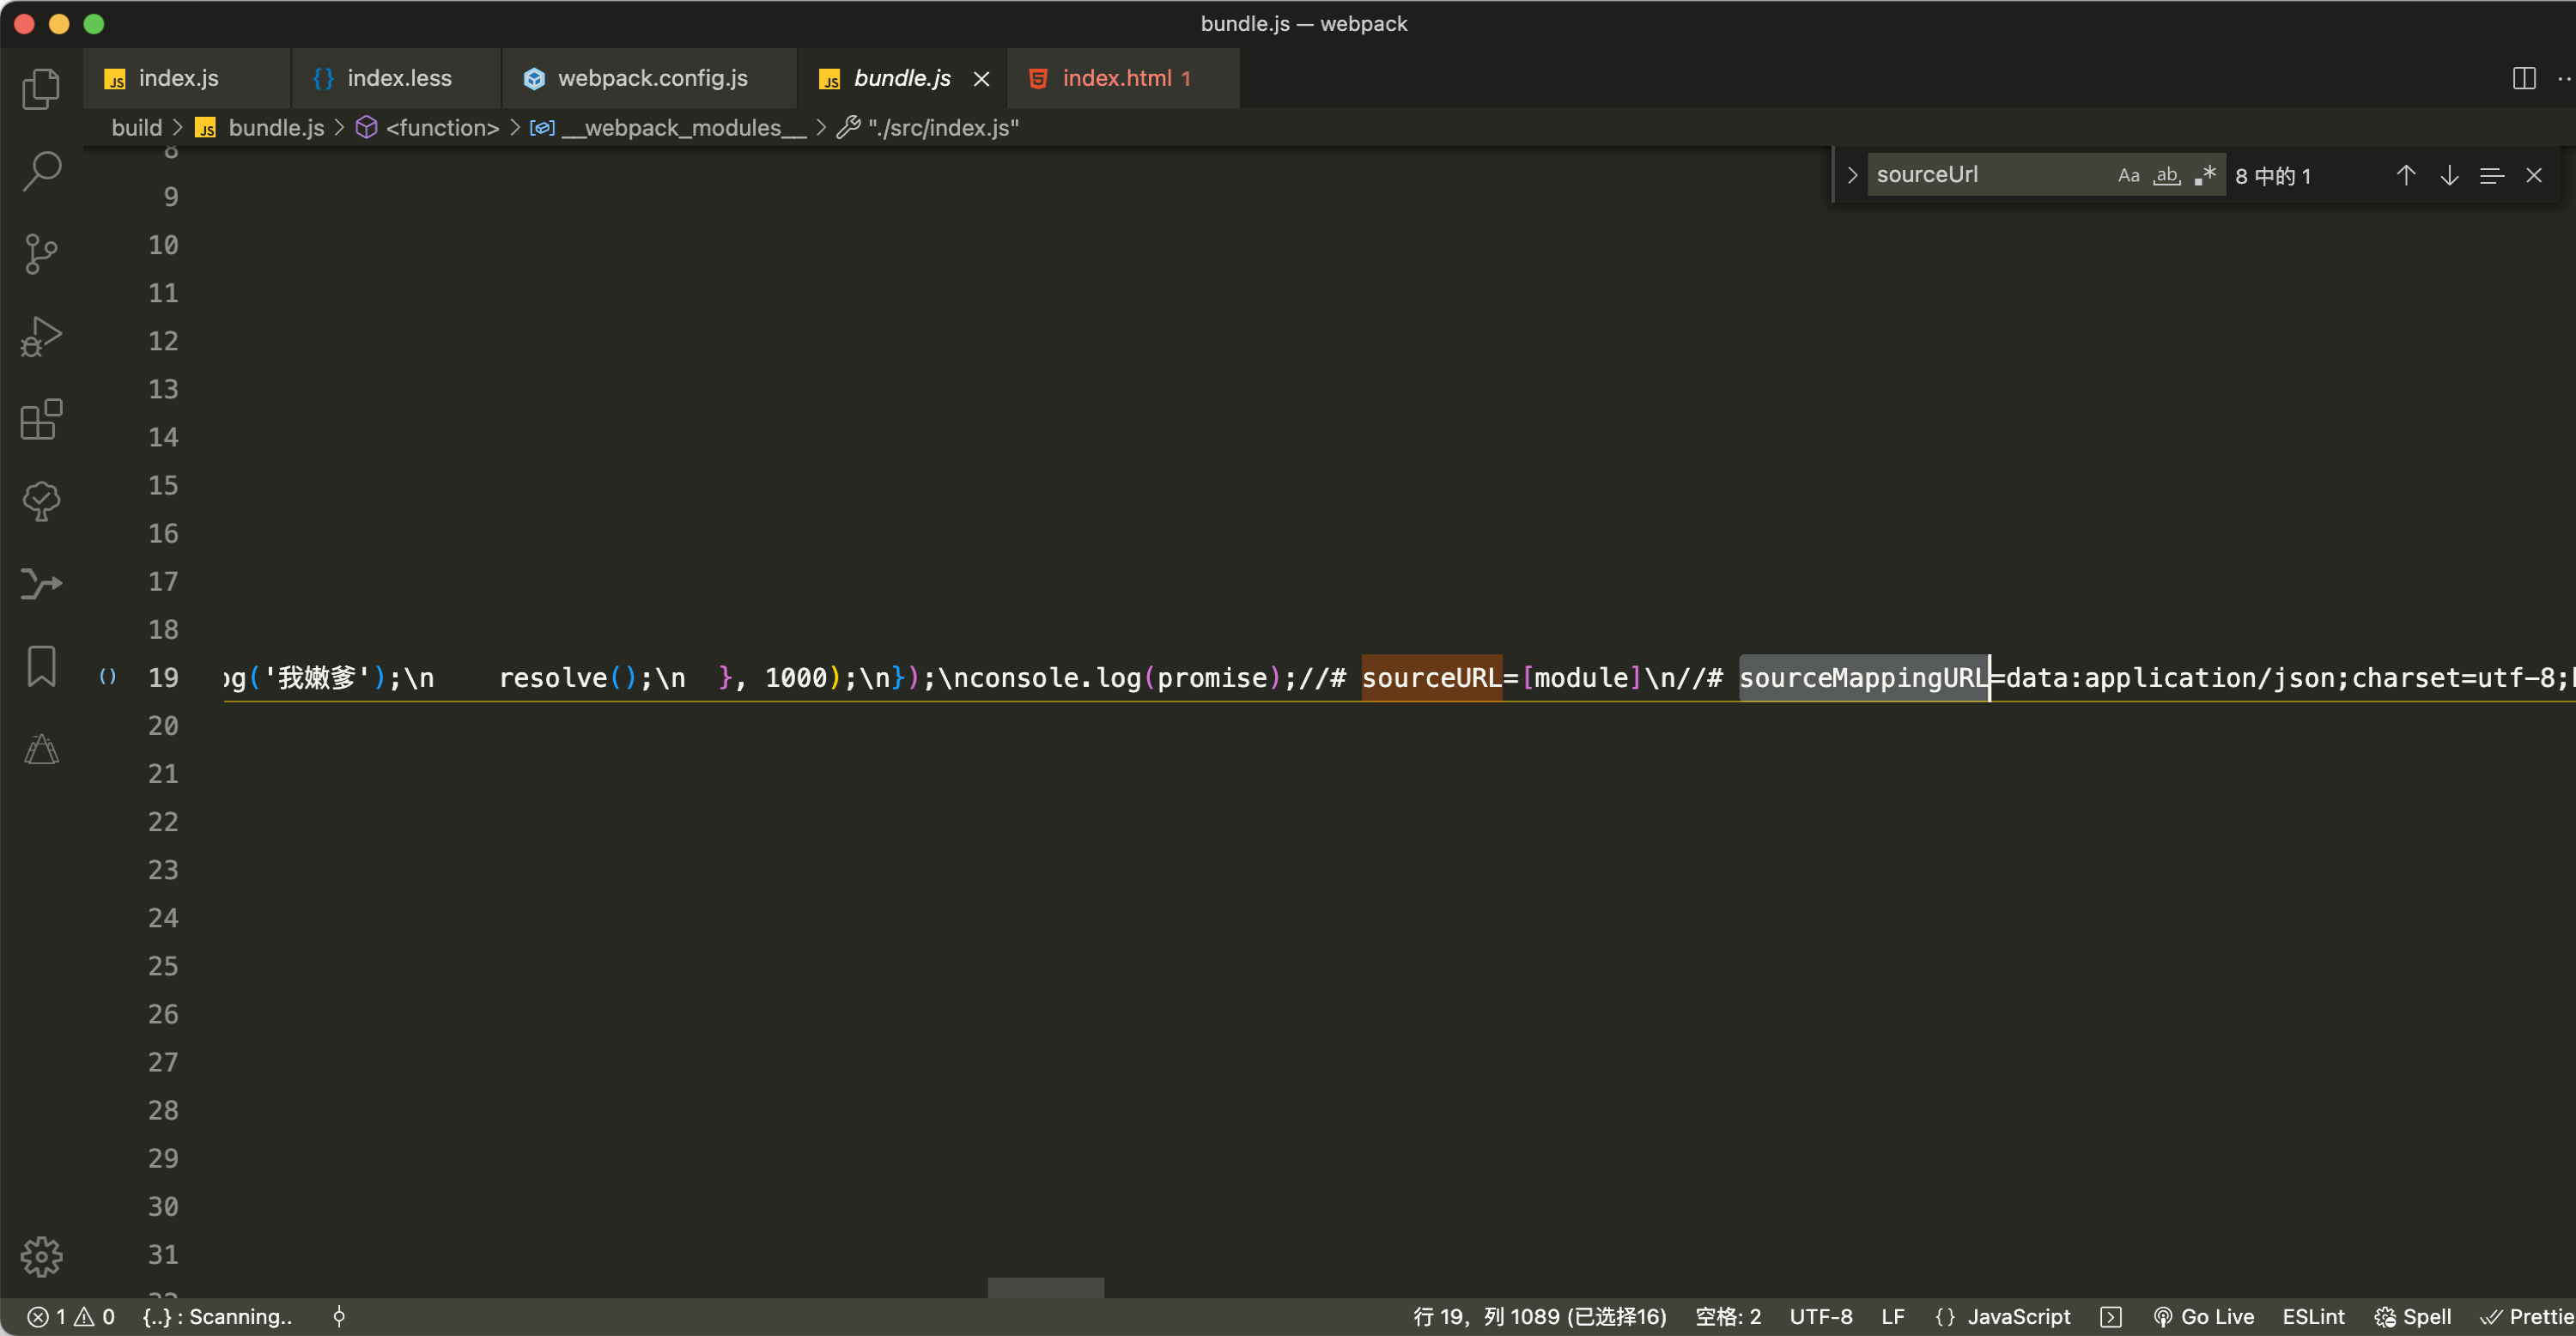 bundle.js — webpack
index.js
index.less
webpack.config.js
bundle.js
index.html 1
build > bundle.js > <function> > __webpack_modules__ > "./src/index.js"
sourceUrl Aa ab .* 8 中的 1
8
9
10
11
12
13
14
15
16
17
18
19 og('我嫩爹');\n    resolve();\n  }, 1000);\n});\nconsole.log(promise);//# sourceURL=[module]\n//# sourceMappingURL=data:application/json;charset=utf-8;
20
21
22
23
24
25
26
27
28
29
30
31
1 0 {..} : Scanning.. 行 19，列 1089 (已选择16) 空格: 2 UTF-8 LF {} JavaScript Go Live ESLint Spell Prettie